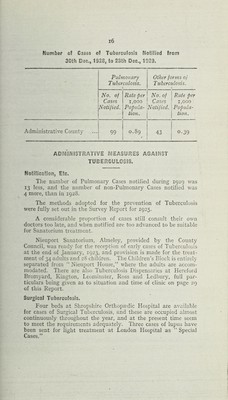 16
Number of Cases of Tuberculosis Notified from
30th Dec., 1928, to 28th Dec., 1929.
Pulmonary Tuberculosis. Other forms of Tuberculosis.
No. of Cases Notified. Rate per 1,000 Population. No. of Cases Notified. Rate per 1,000 Population.
Administrative County ... 99 0.89 43 0.39
ADMINISTRATIVE MEASURES AGAINST
TUBERCULOSIS.
Notification, Etc.
The number of Pulmonary Cases notified during 1929 was
13 less, and the number of non-Pulmonary Cases notified was
4 more, than in 1928.
The methods adopted for the prevention of Tuberculosis
were fully set out in the Survey Report for 1925.
A considerable proportion of cases still consult their own
doctors too late, and when notified are too advanced to be suitable
for Sanatorium treatment.
Nieuport Sanatorium, Almeley, provided by the County
Council, was ready for the reception of early cases of Tuberculosis
at the end of January, 1923, and provision is made for the treat-
ment of 34 adults and 28 children. The Children's Block is entirely
separated from "Nieuport House," where the adults are accom-
modated. There are also Tuberculosis Dispensaries at Hereford
Bromyard, Kington, Leominster, Ross and Ledbury, full par-
ticulars being given as to situation and time of clinic on page 29
of this Report.
Surgical Tuberculosis.
Four beds at Shropshire Orthopædic Hospital are available
for cases of Surgical Tuberculosis, and these are occupied almost
continuously throughout the year, and at the present time seem
to meet the requirements adequately. Three cases of lupus have
been sent for light treatment at London Hospital as "Special
Cases."